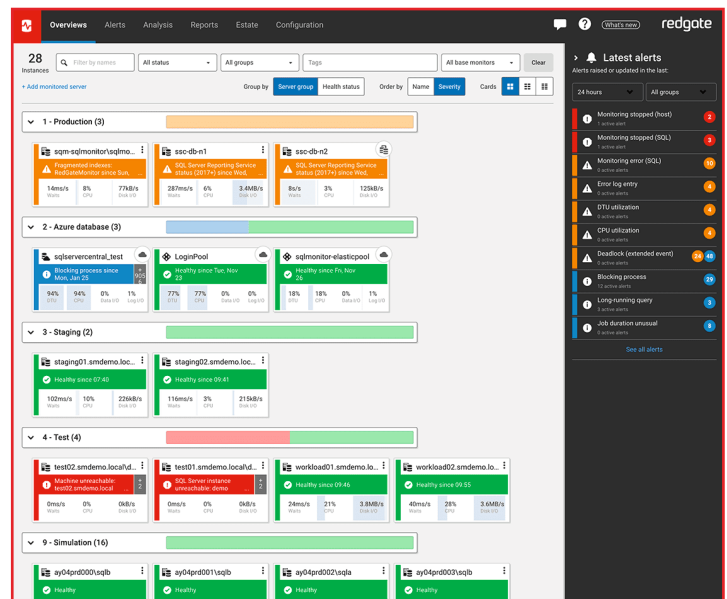 Overviews Alerts Analysis Reports Estate Configuration
What's new
redgate
28
Instances
Filter by names
All status
All groups
Tags
All base monitors
Clear
+ Add monitored server
Group by Server group Health status Order by Name Severity Cards
1 - Production (3)
sqm-sqlmonitor\sqlmo...
Fragmented indexes:
RedGateMonitor since Sun, ...
14ms/s 8% 77kB/s
Waits CPU Disk I/O
ssc-db-n1
SQL Server Reporting Service
status (2017+) since Wed, ...
287ms/s 6% 3.4MB/s
Waits CPU Disk I/O
ssc-db-n2
SQL Server Reporting Service
status (2017+) since Wed, ...
8s/s 3% 125kB/s
Waits CPU Disk I/O
2 - Azure database (3)
sqlservercentral_test
Blocking process since
Mon, Jan 25
+
94% 94% 0% 1%
DTU CPU Data I/O Log I/O
LoginPool
Healthy since Tue, Nov
23
77% 77% 0% 0%
DTU CPU Data I/O Log I/O
sqlmonitor-elasticpool
Healthy since Fri, Nov
26
18% 18% 0% 1%
DTU CPU Data I/O Log I/O
3 - Staging (2)
staging01.smdemo.loc...
Healthy since 07:40
102ms/s 10% 226kB/s
Waits CPU Disk I/O
staging02.smdemo.loc...
Healthy since 09:41
116ms/s 3% 215kB/s
Waits CPU Disk I/O
4 - Test (4)
test02.smdemo.local\d...
Machine unreachable:
test02.smdemo.local ...
+
2
0ms/s 0% 0kB/s
Waits CPU Disk I/O
test01.smdemo.local\d...
SQL Server instance
unreachable: demo ...
+
2
0ms/s 0% 0kB/s
Waits CPU Disk I/O
workload01.smdemo.lo...
Healthy since 09:46
24ms/s 21% 3.8MB/s
Waits CPU Disk I/O
workload02.smdemo.lo...
Healthy since 09:55
40ms/s 28% 3.6MB/s
Waits CPU Disk I/O
9 - Simulation (16)
ay04prd000\sqlb
Healthy
ay04prd001\sqlb
Healthy
ay04prd002\sqla
Healthy
ay04prd003\sqlb
Healthy
Latest alerts
Alerts raised or updated in the last:
24 hours
All groups
Monitoring stopped (host) 2
1 active alert
Monitoring stopped (SQL) 3
1 active alert
Monitoring error (SQL) 10
0 active alerts
Error log entry 4
0 active alerts
DTU utilization 4
0 active alerts
CPU utilization 4
0 active alerts
Deadlock (extended event) 24 48
0 active alerts
Blocking process 29
12 active alerts
Long-running query 3
3 active alerts
Job duration unusual 8
0 active alerts
See all alerts